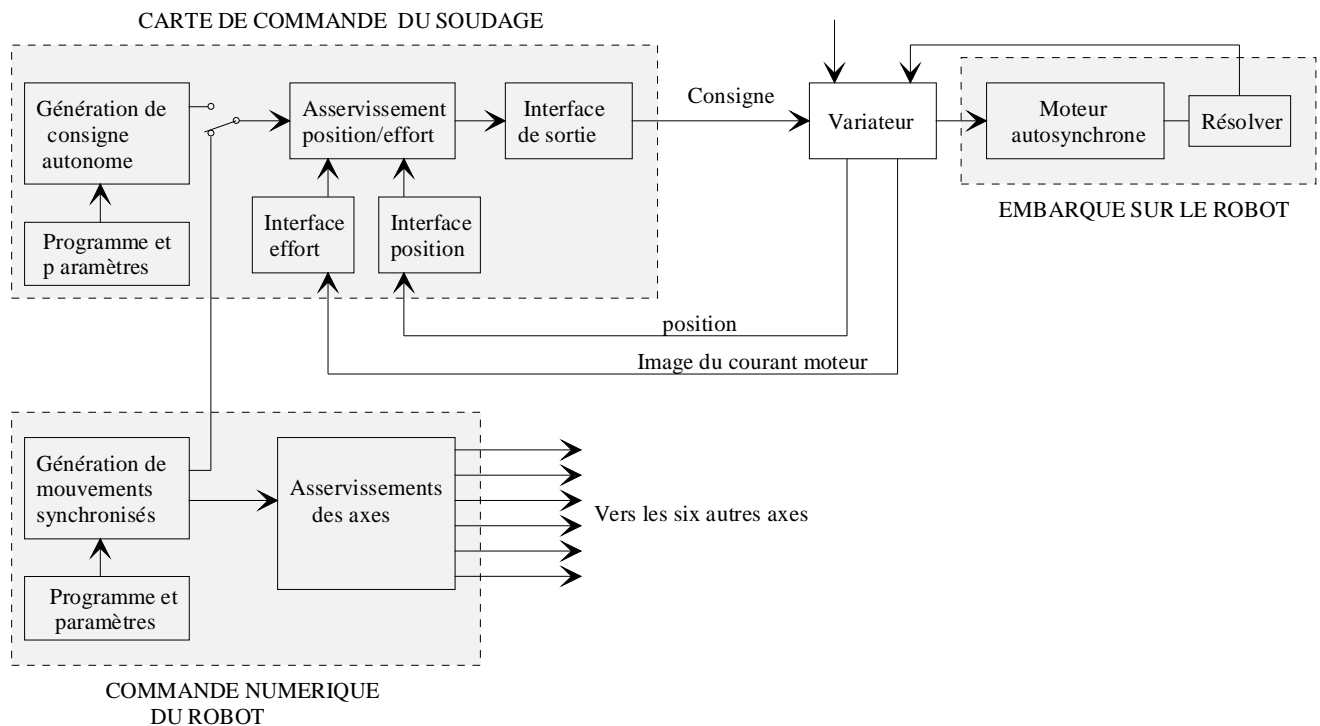 CARTE DE COMMANDE DU SOUDAGE
Génération de
consigne
autonome
Asservissement
position/effort
Interface
de sortie
Consigne
Variateur
Moteur
autosynchrone
Résolver
EMBARQUE SUR LE ROBOT
Programme et
p aramètres
Interface
effort
Interface
position
position
Image du courant moteur
Génération de
mouvements
synchronisés
Asservissements
des axes
Vers les six autres axes
Programme et
paramètres
COMMANDE NUMERIQUE
DU ROBOT